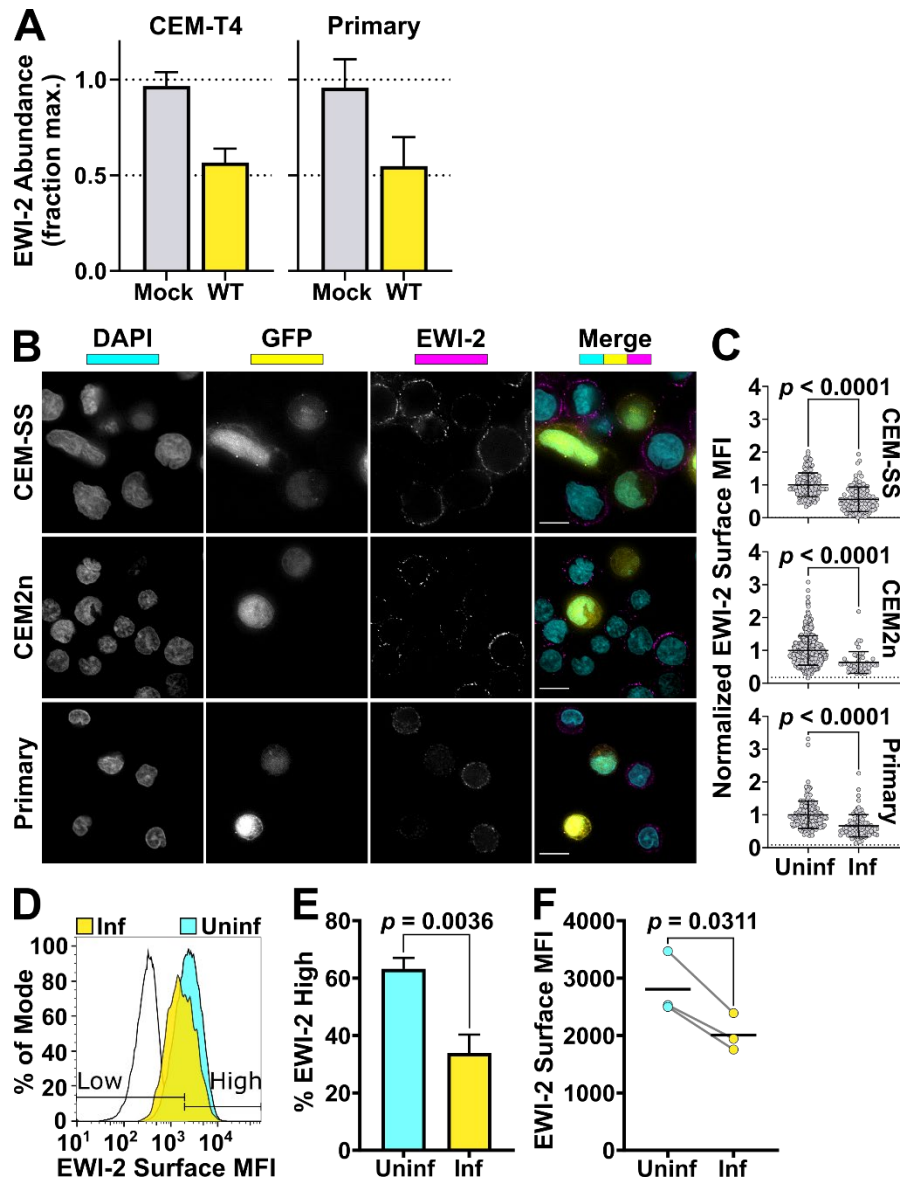 A
CEM-T4 Primary
EWI-2 Abundance
(fraction max.)
1.0
0.5
0.0
Mock WT Mock WT
B
DAPI GFP EWI-2 Merge
CEM-SS
CEM2n
Primary
C
Normalized EWI-2 Surface MFI
4
3
2
1
0
p < 0.0001
CEM-SS
4
3
2
1
0
p < 0.0001
CEM2n
4
3
2
1
0
p < 0.0001
Primary
Uninf Inf
D
Inf Uninf
% of Mode
100
80
60
40
20
0
Low High
10¹ 10² 10³ 10⁴
EWI-2 Surface MFI
E
p = 0.0036
% EWI-2 High
80
60
40
20
0
Uninf Inf
F
p = 0.0311
EWI-2 Surface MFI
4000
3000
2000
1000
0
Uninf Inf